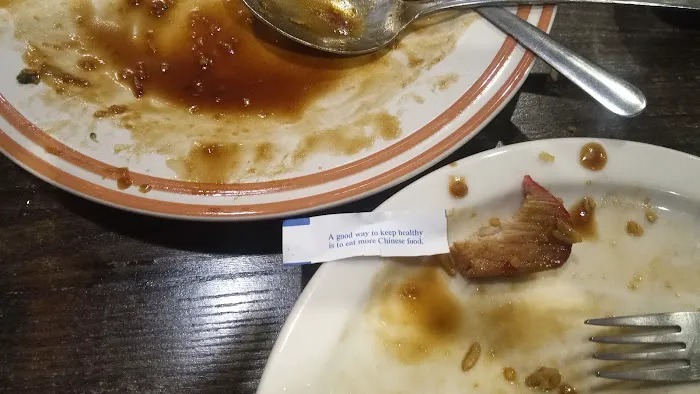 A good way to keep healthy
is to eat more Chinese food.